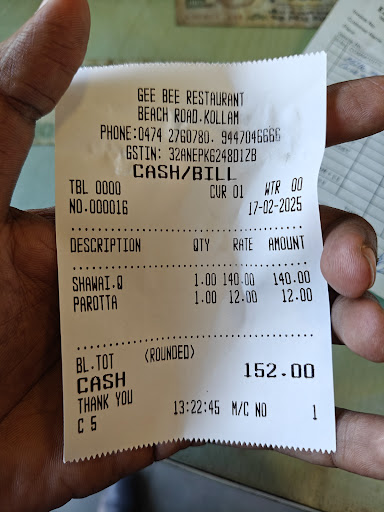 GEE BEE RESTAURANT
BEACH ROAD.KOLLAM
PHONE:0474 2760780. 9447046666
GSTIN: 32ANEPK6248D1ZB
CASH/BILL
TBL 0000 CUR 01 WTR 00
NO.000016 17-02-2025
DESCRIPTION QTY RATE AMOUNT
SHAWAI.Q 1.00 140.00 140.00
PAROTTA 1.00 12.00 12.00
BL.TOT (ROUNDED) 152.00
CASH
THANK YOU 13:22:45 M/C NO 1
C 5